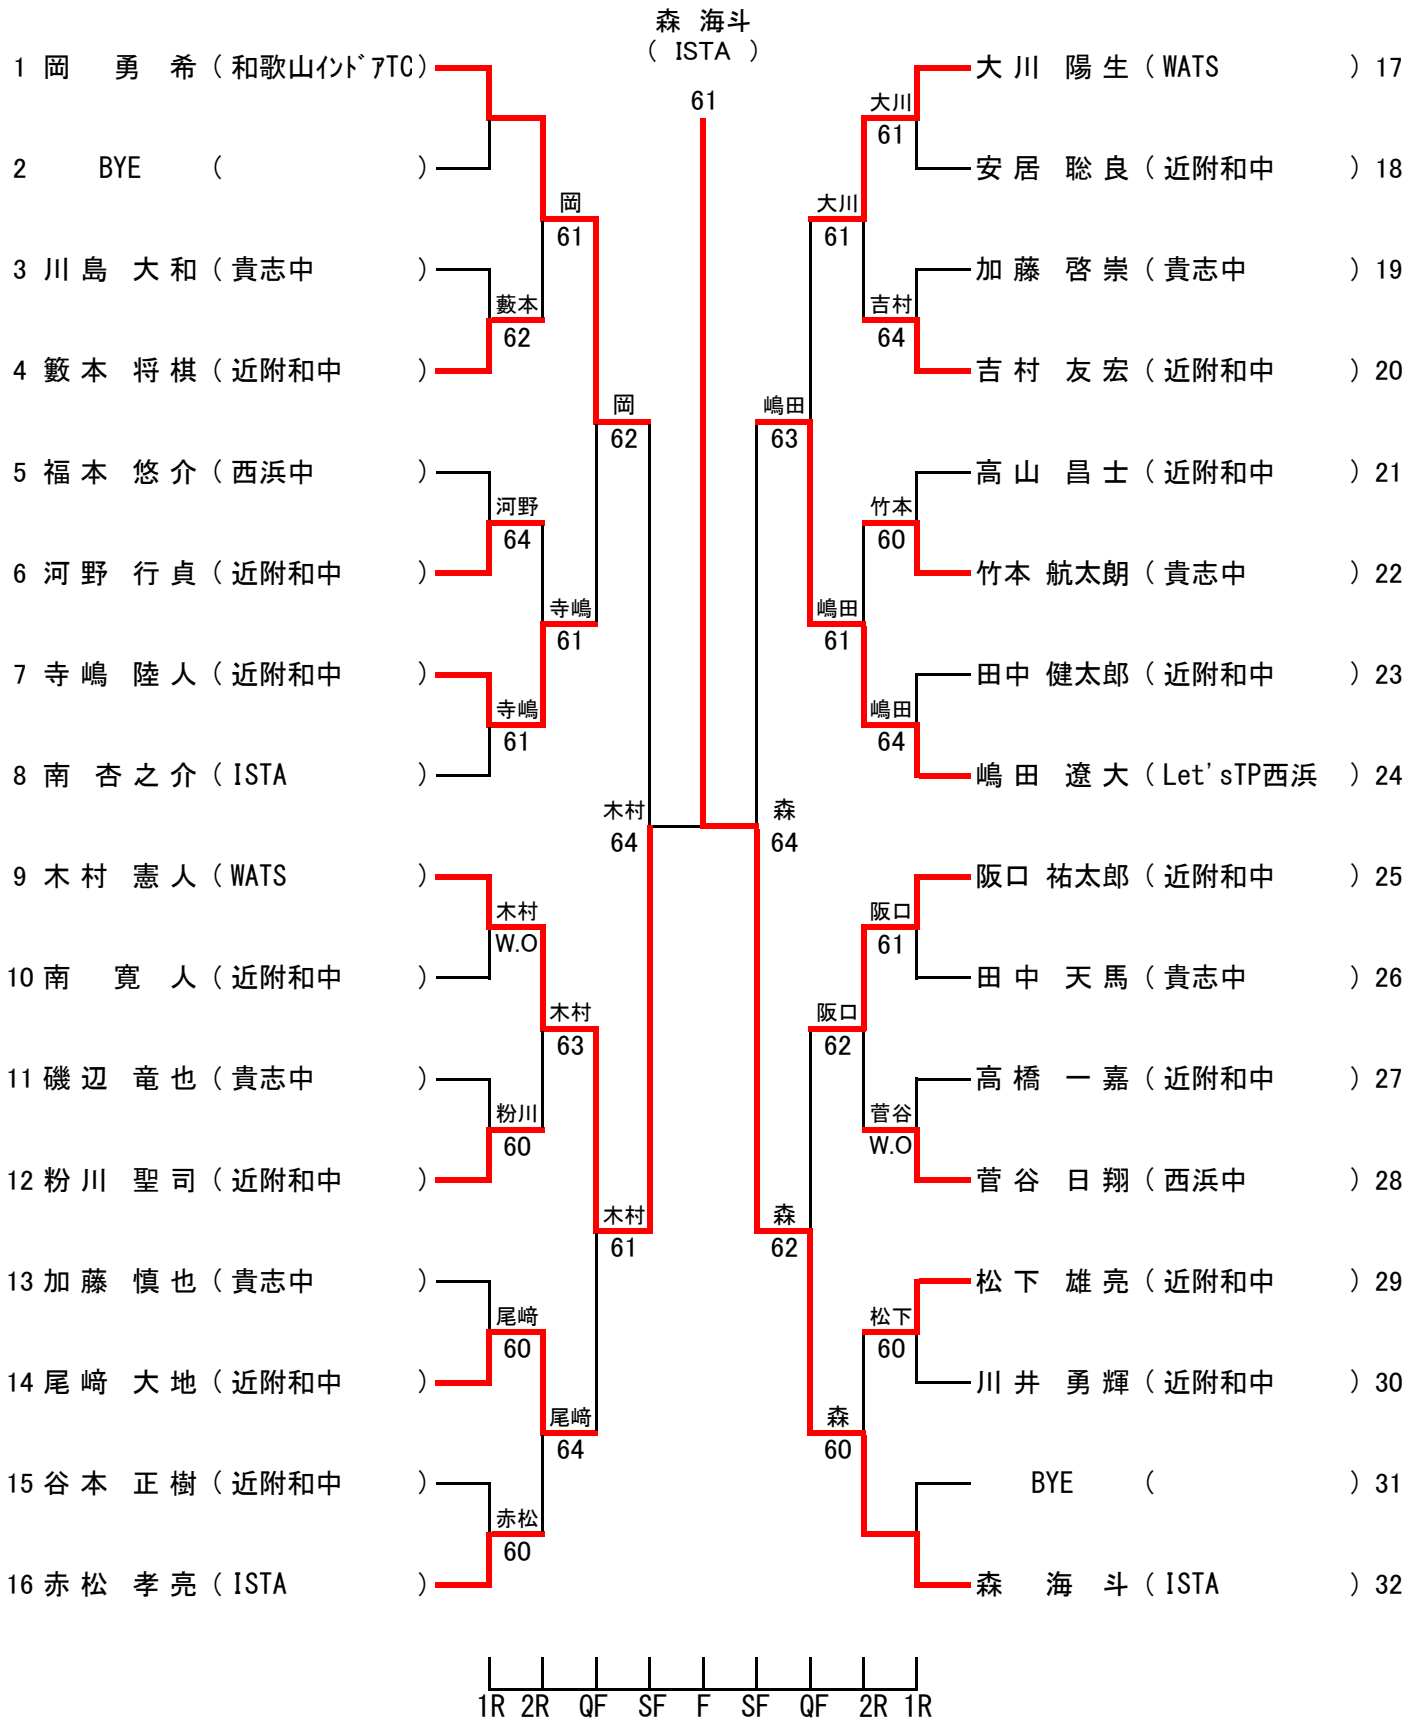 森 海斗
( ISTA )
61
1 岡 勇 希 ( 和歌山インドアTC )
2 BYE ( )
3 川 島 大 和 ( 貴志中 )
4 籔 本 将 棋 ( 近附和中 )
5 福 本 悠 介 ( 西浜中 )
6 河 野 行 貞 ( 近附和中 )
7 寺 嶋 陸 人 ( 近附和中 )
8 南 杏 之 介 ( ISTA )
9 木 村 憲 人 ( WATS )
10 南 寛 人 ( 近附和中 )
11 磯 辺 竜 也 ( 貴志中 )
12 粉 川 聖 司 ( 近附和中 )
13 加 藤 慎 也 ( 貴志中 )
14 尾 﨑 大 地 ( 近附和中 )
15 谷 本 正 樹 ( 近附和中 )
16 赤 松 孝 亮 ( ISTA )
藪本
62
河野
64
寺嶋
61
木村
W.O
粉川
60
尾﨑
60
赤松
60
岡
61
寺嶋
61
木村
63
尾﨑
64
岡
62
木村
61
木村
64
森
64
嶋田
63
森
62
大川
61
嶋田
61
阪口
62
森
60
大川
61
吉村
64
竹本
60
嶋田
64
阪口
61
菅谷
W.O
松下
60
大 川 陽 生 ( WATS ) 17
安 居 聡 良 ( 近附和中 ) 18
加 藤 啓 崇 ( 貴志中 ) 19
吉 村 友 宏 ( 近附和中 ) 20
高 山 昌 士 ( 近附和中 ) 21
竹本 航太朗 ( 貴志中 ) 22
田中 健太郎 ( 近附和中 ) 23
嶋 田 遼 大 ( Let'sTP西浜 ) 24
阪口 祐太郎 ( 近附和中 ) 25
田 中 天 馬 ( 貴志中 ) 26
高 橋 一 嘉 ( 近附和中 ) 27
菅 谷 日 翔 ( 西浜中 ) 28
松 下 雄 亮 ( 近附和中 ) 29
川 井 勇 輝 ( 近附和中 ) 30
BYE ( ) 31
森 海 斗 ( ISTA ) 32
1R 2R QF SF F SF QF 2R 1R